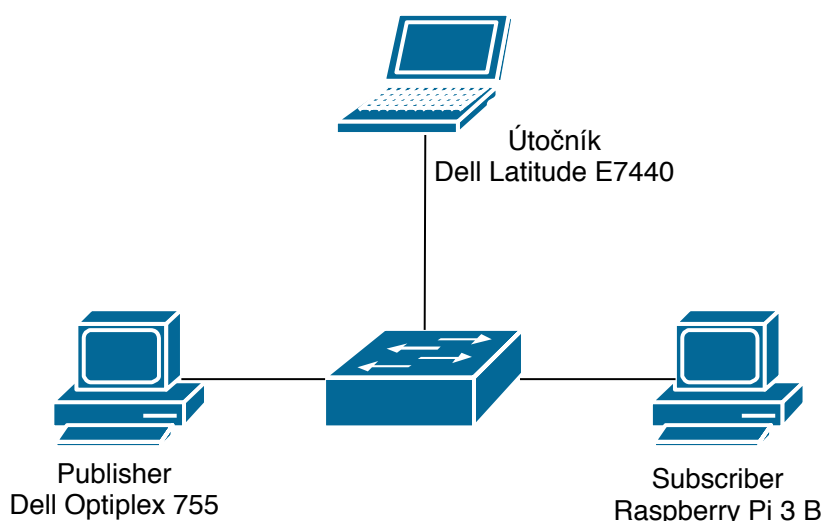 Útočník
Dell Latitude E7440
Publisher
Dell Optiplex 755
Subscriber
Raspberry Pi 3 B